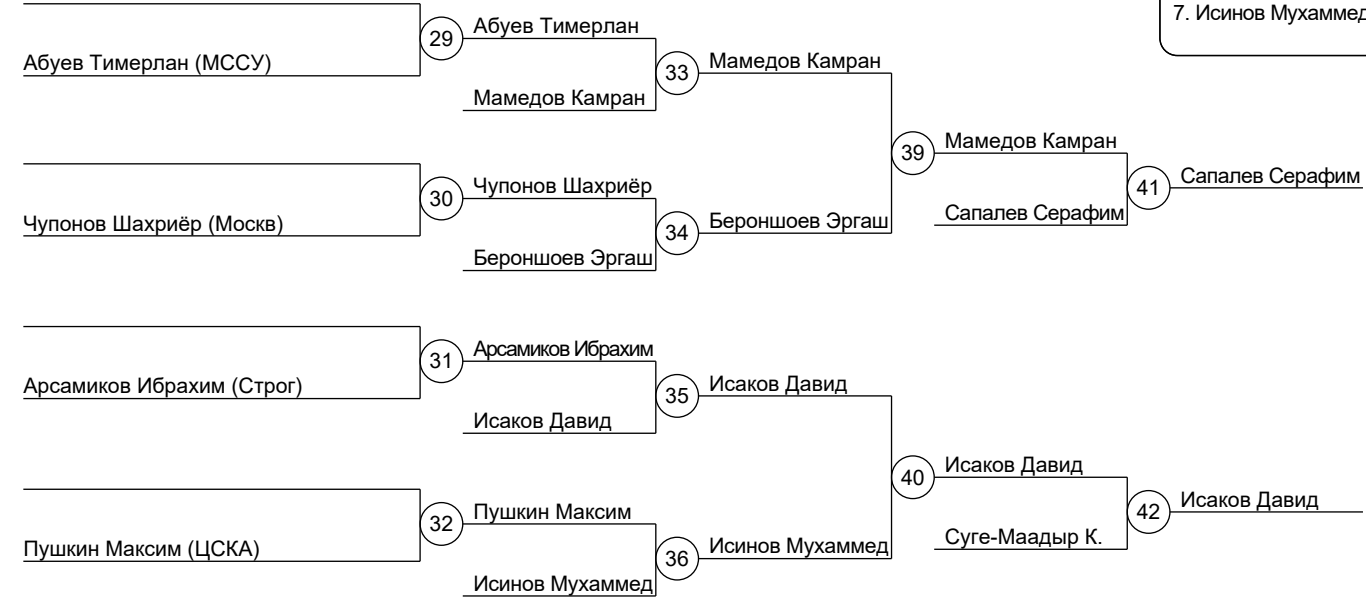 7. Исинов Мухаммед
29
Абуев Тимерлан
Абуев Тимерлан (МССУ)
33
Мамедов Камран
Мамедов Камран
39
Мамедов Камран
30
Чупонов Шахриёр
41
Сапалев Серафим
Чупонов Шахриёр (Москв)
34
Бероншоев Эргаш
Сапалев Серафим
Бероншоев Эргаш
31
Арсамиков Ибрахим
Арсамиков Ибрахим (Строг)
35
Исаков Давид
Исаков Давид
40
Исаков Давид
32
Пушкин Максим
42
Исаков Давид
Пушкин Максим (ЦСКА)
36
Исинов Мухаммед
Суге-Маадыр К.
Исинов Мухаммед